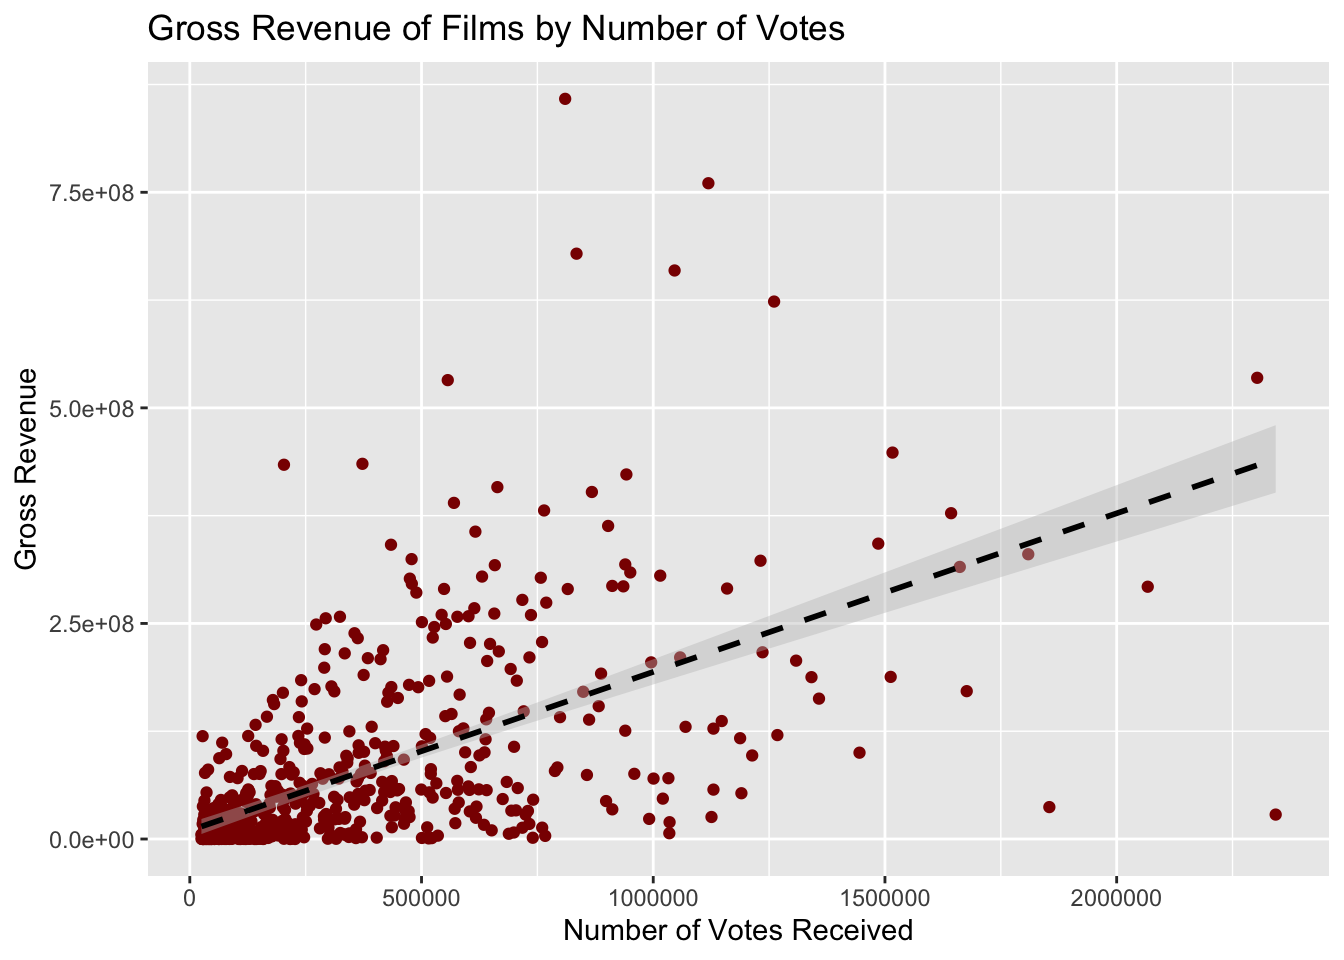 Gross Revenue of Films by Number of Votes
Gross Revenue
7.5e+08
5.0e+08
2.5e+08
0.0e+00
0 500000 1000000 1500000 2000000
Number of Votes Received